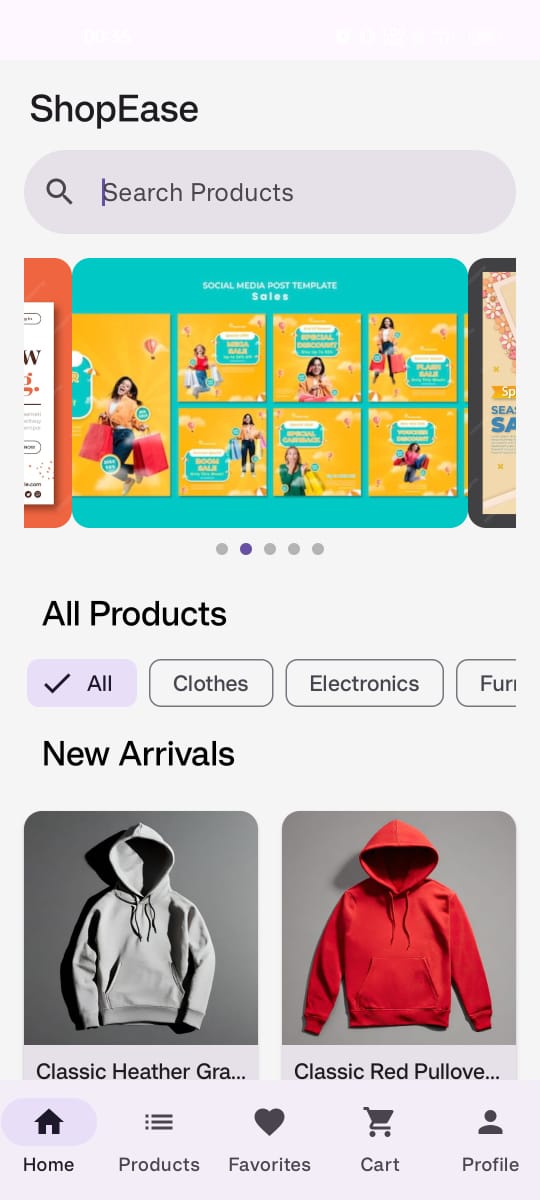 ShopEase
Search Products
SOCIAL MEDIA POST TEMPLATE
Sales
MEGA
SALE
SPECIAL
DISCOUNT
FLASH
SALE
BOOM
SALE
SPECIAL
CASHBACK
VOUCHER
DISCOUNT
All Products
All
Clothes
Electronics
New Arrivals
Classic Heather Gra...
Classic Red Pullove...
Home
Products
Favorites
Cart
Profile